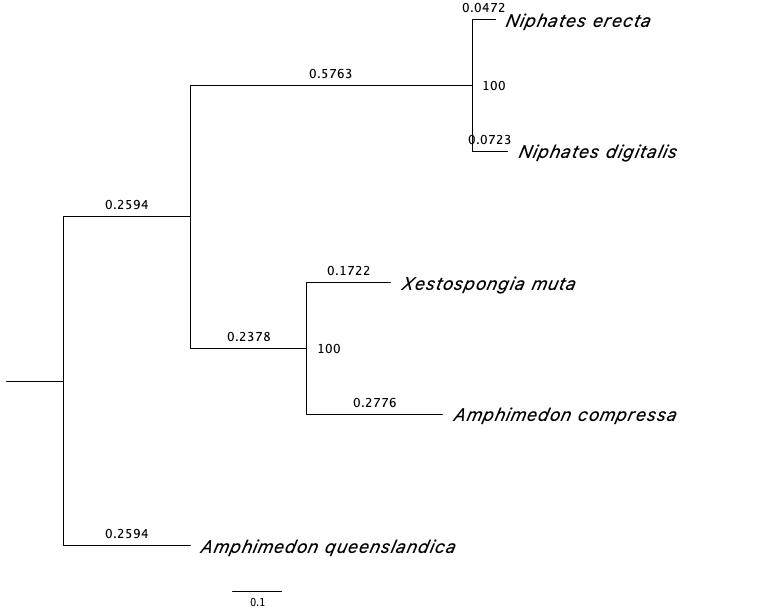 0.0472
Niphates erecta
0.5763
100
0.0723
Niphates digitalis
0.2594
0.1722
Xestospongia muta
0.2378
100
0.2776
Amphimedon compressa
0.2594
Amphimedon queenslandica
0.1